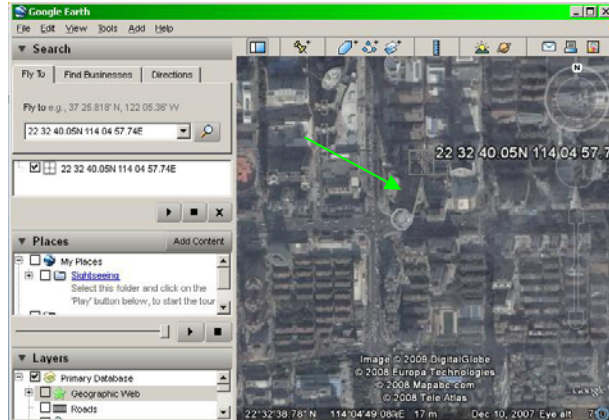 Google Earth
File Edit View Tools Add Help
Search
Fly To Find Businesses Directions
Fly to e.g., 37 25.818' N, 122 05.36' W
22 32 40.05N 114 04 57.74E
22 32 40.05N 114 04 57.74E
Places Add Content
My Places
Sightseeing
Select this folder and click on the
'Play' button below, to start the tour
Layers
Primary Database
Geographic Web
Roads
N
22 32 40.05N 114 04 57.7
Image © 2009 DigitalGlobe
© 2008 Europa Technologies
© 2008 Mapabc.com
© 2008 Tele Atlas
Google
22°32'38.78" N 114°04'49.08"E 17 m Dec 10, 2007 Eye alt